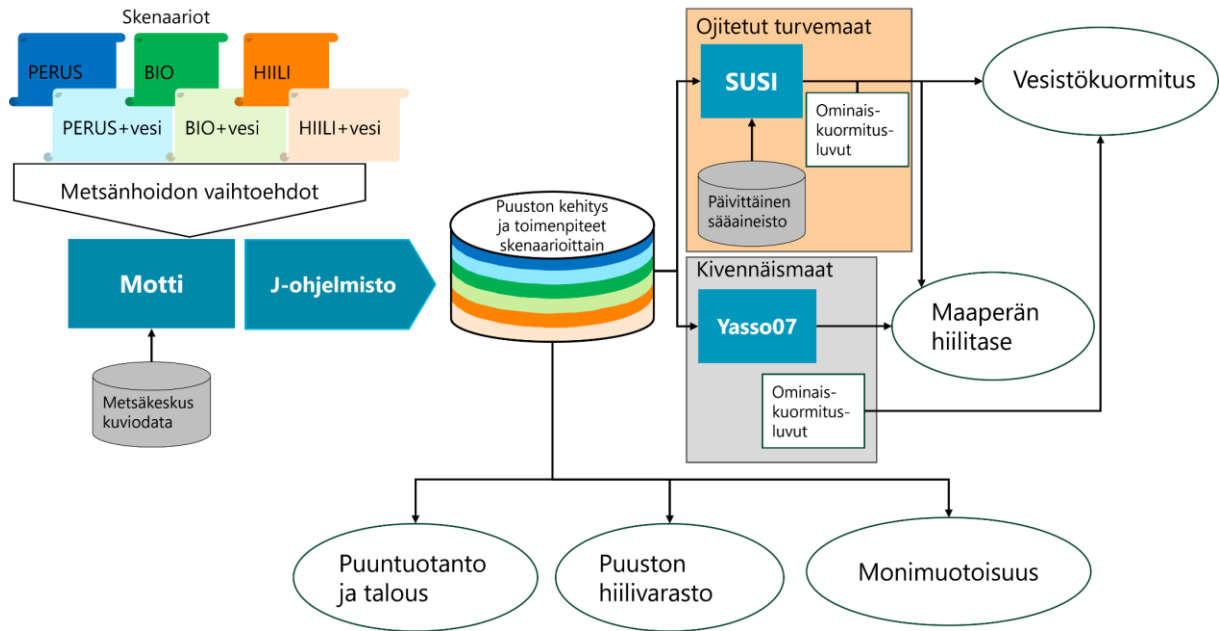 Skenaariot
PERUS
BIO
HIILI
PERUS+vesi
BIO+vesi
HIILI+vesi
Metsänhoidon vaihtoehdot
Motti
J-ohjelmisto
Metsäkeskus
kuviodata
Puuston kehitys
ja toimenpiteet
skenaarioittain
Ojitetut turvemaat
SUSI
Ominais-
kuormitus-
luvut
Päivittäinen
sääaineisto
Kivennäismaat
Yasso07
Ominais-
kuormitus-
luvut
Vesistökuormitus
Maaperän
hiilitase
Puuntuotanto
ja talous
Puuston
hiilivarasto
Monimuotoisuus